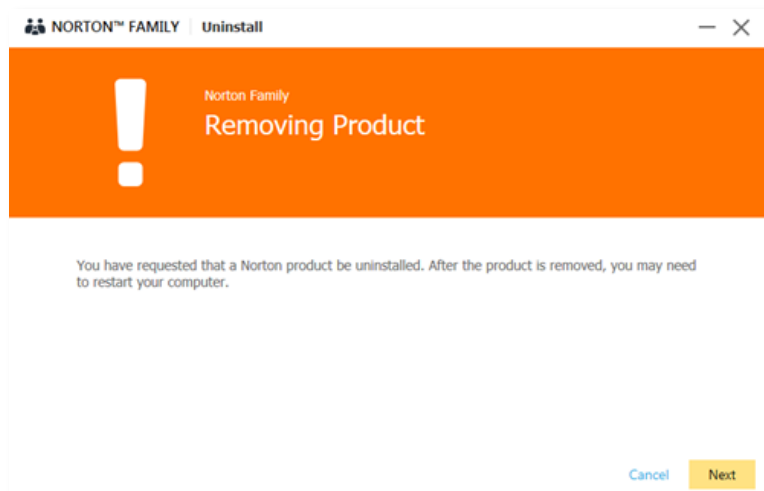 NORTON™ FAMILY Uninstall
Norton Family
Removing Product
You have requested that a Norton product be uninstalled. After the product is removed, you may need
to restart your computer.
Cancel Next